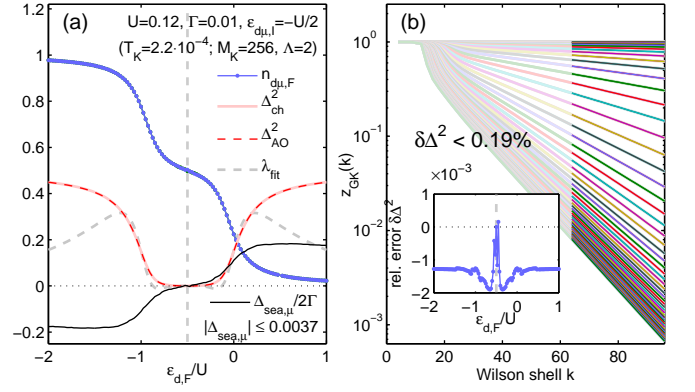 (a)
U=0.12, Γ=0.01, ε_{dμ,I}=−U/2
(T_K=2.2·10^{-4}; M_K=256, Λ=2)
n_{dμ,F}
Δ^2_{ch}
Δ^2_{AO}
λ_{fit}
Δ_{sea,μ}/2Γ
|Δ_{sea,μ}| ≤ 0.0037
1.2
1
0.8
0.6
0.4
0.2
0
−0.2
−2
−1
0
1
ε_{d,F}/U
(b)
z_{GK}(k)
10^0
10^{-1}
10^{-2}
10^{-3}
δΔ^2 < 0.19%
×10^{-3}
rel. error δΔ^2
1
0
−1
−2
−2
−1
0
1
ε_{d,F}/U
0
20
40
60
80
Wilson shell k